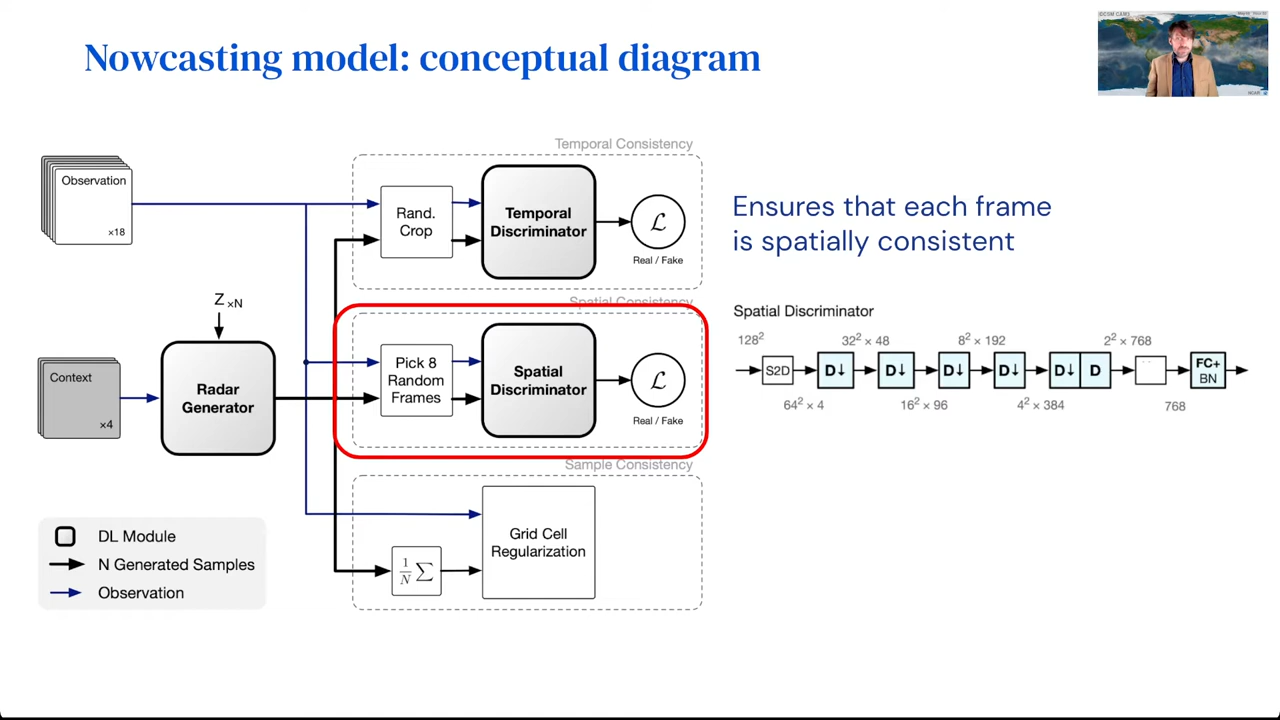 Nowcasting model: conceptual diagram
Temporal Consistency
Observation
×18
Rand.
Crop
Temporal
Discriminator
ℒ
Real / Fake
Z ×N
Context
×4
Radar
Generator
Spatial Consistency
Pick 8
Random
Frames
Spatial
Discriminator
ℒ
Real / Fake
Sample Consistency
Grid Cell
Regularization
1/N ∑
DL Module
N Generated Samples
Observation
Ensures that each frame
is spatially consistent
Spatial Discriminator
128² 32² × 48 8² × 192 2² × 768
S2D D↓ D↓ D↓ D↓ D↓ D FC+
BN
64² × 4 16² × 96 4² × 384 768